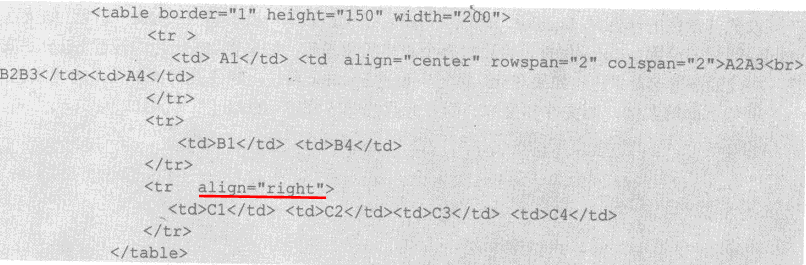 <table border="1" height="150" width="200">
<tr >
<td> A1</td> <td align="center" rowspan="2" colspan="2">A2A3<br>
B2B3</td><td>A4</td>
</tr>
<tr>
<td>B1</td> <td>B4</td>
</tr>
<tr align="right">
<td>C1</td> <td>C2</td><td>C3</td> <td>C4</td>
</tr>
</table>